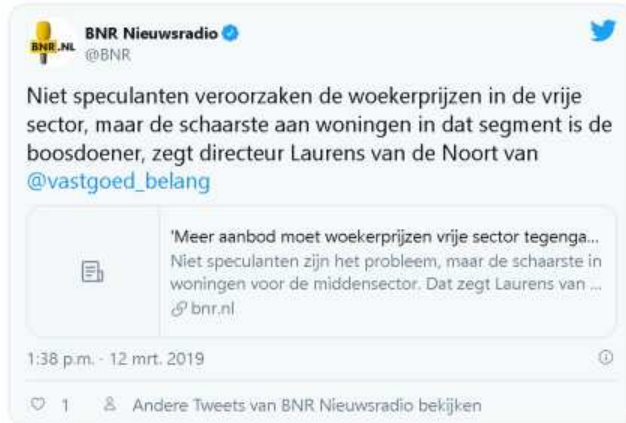 BNR.NL
BNR Nieuwsradio
@BNR
Niet speculanten veroorzaken de woekerprijzen in de vrije
sector, maar de schaarste aan woningen in dat segment is de
boosdoener, zegt directeur Laurens van de Noort van
@vastgoed_belang
'Meer aanbod moet woekerprijzen vrije sector tegenga...
Niet speculanten zijn het probleem, maar de schaarste in
woningen voor de middensector. Dat zegt Laurens van ...
bnr.nl
1:38 p.m. · 12 mrt. 2019
1 Andere Tweets van BNR Nieuwsradio bekijken